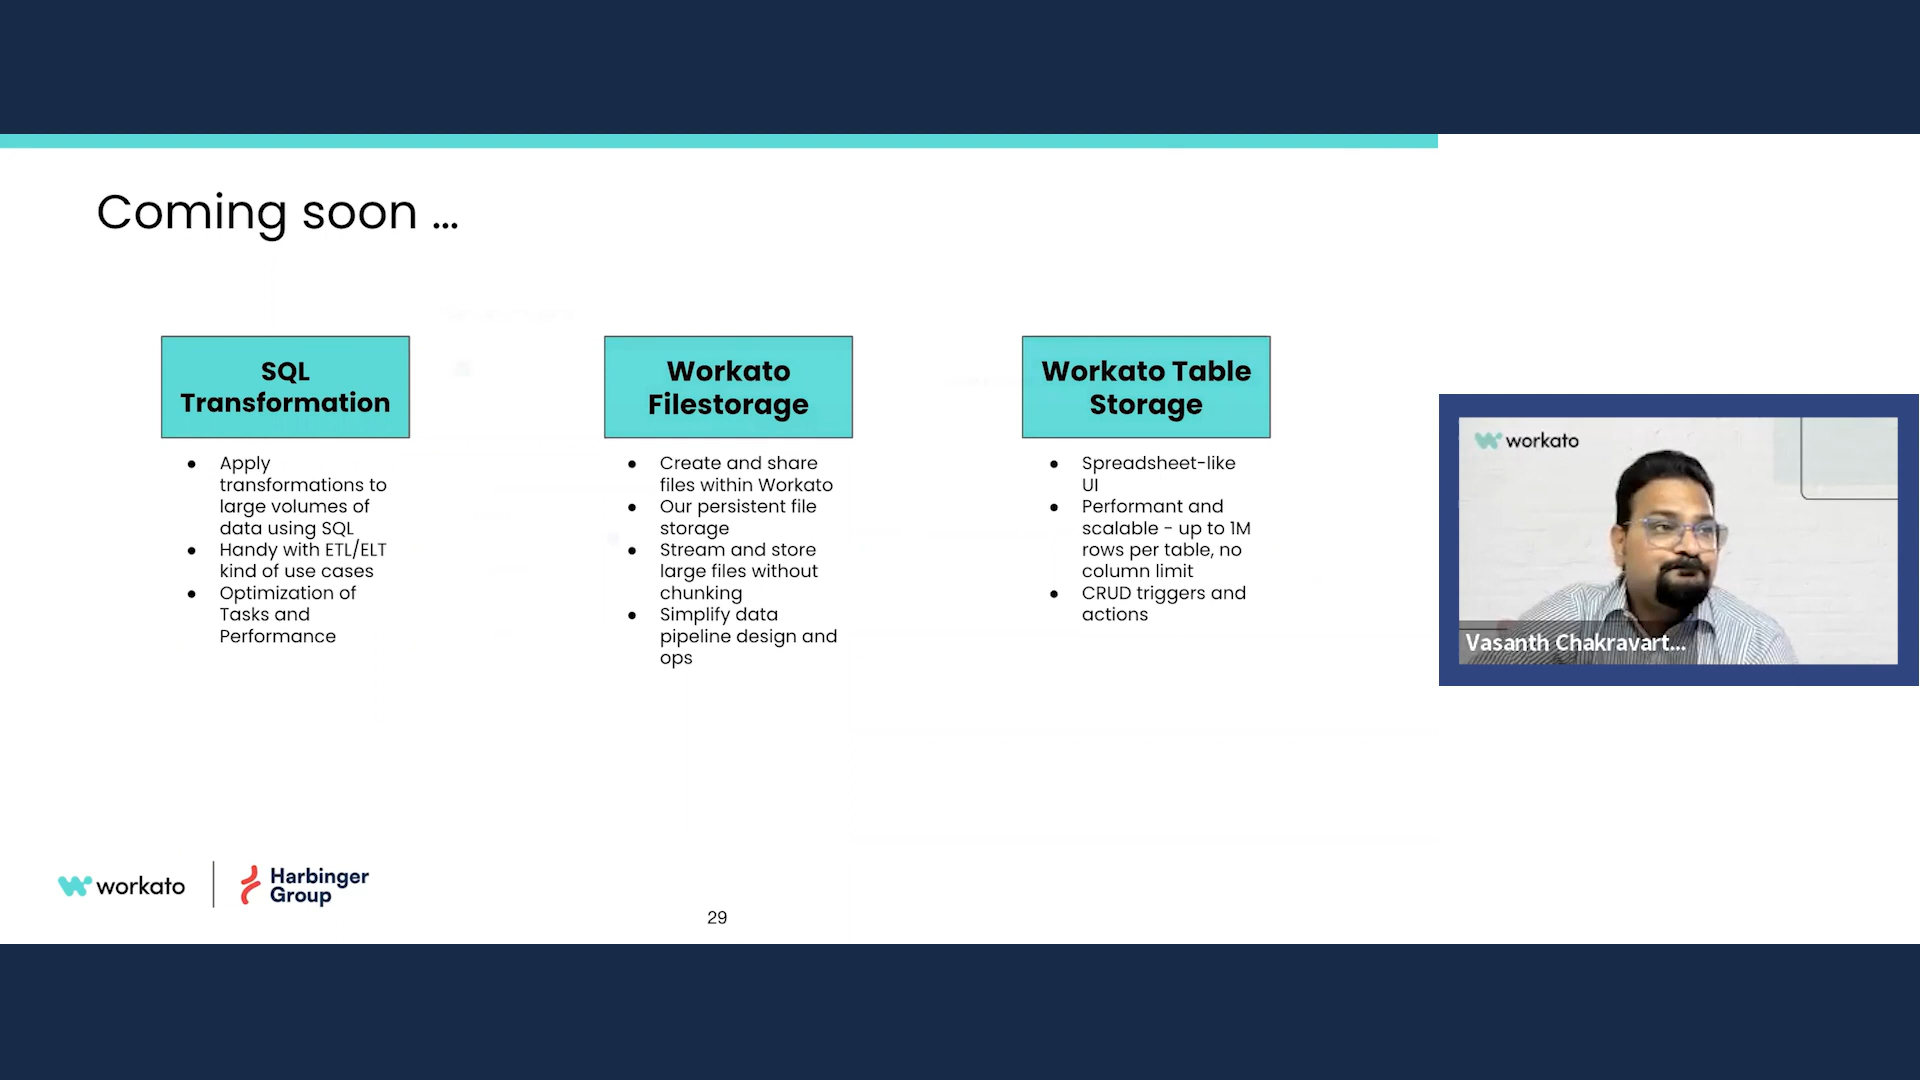 Coming soon ...
SQL
Transformation
● Apply
transformations to
large volumes of
data using SQL
● Handy with ETL/ELT
kind of use cases
● Optimization of
Tasks and
Performance
Workato
Filestorage
● Create and share
files within Workato
● Our persistent file
storage
● Stream and store
large files without
chunking
● Simplify data
pipeline design and
ops
Workato Table
Storage
● Spreadsheet-like
UI
● Performant and
scalable - up to 1M
rows per table, no
column limit
● CRUD triggers and
actions
workato
Vasanth Chakravart...
workato
Harbinger
Group
29